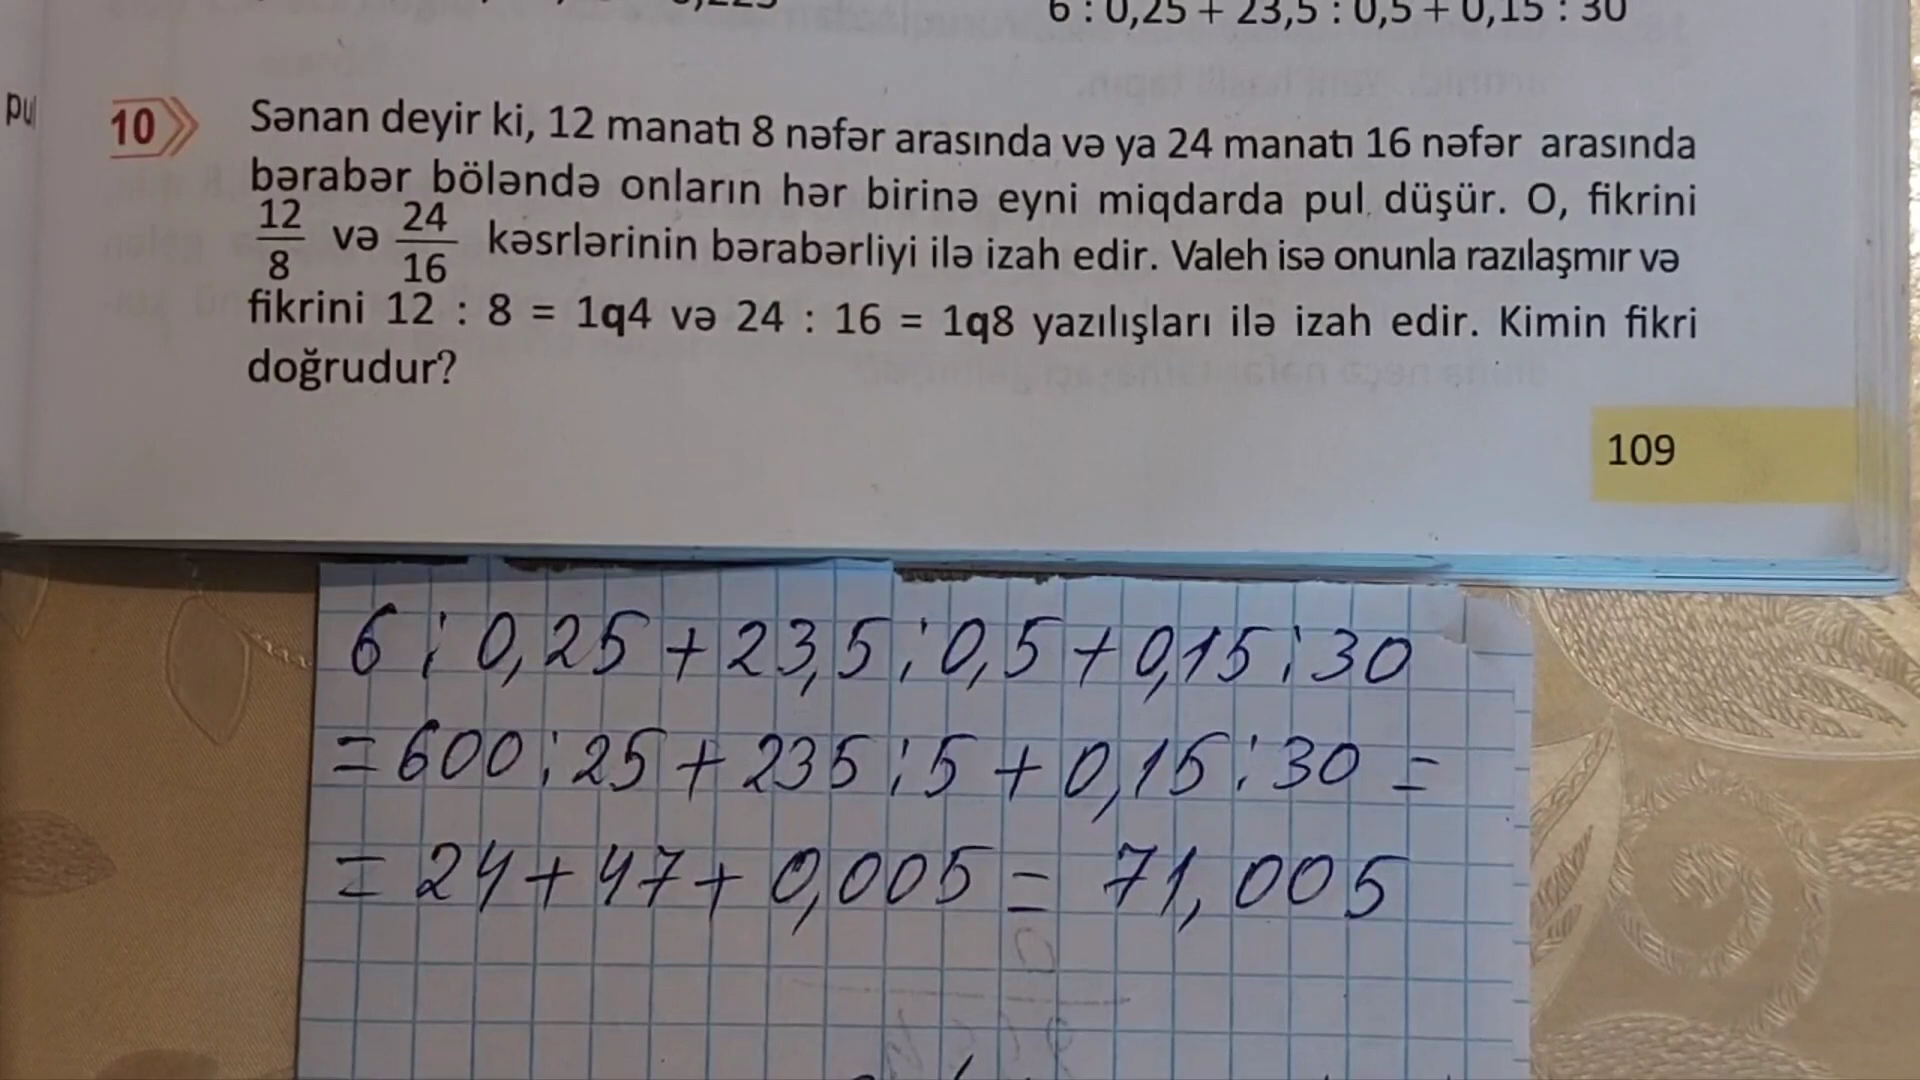 6 : 0,25 + 23,5 : 0,5 + 0,15 : 30
pul
10 Sənan deyir ki, 12 manatı 8 nəfər arasında və ya 24 manatı 16 nəfər arasında
bərabər böləndə onların hər birinə eyni miqdarda pul düşür. O, fikrini
12/8 və 24/16 kəsrlərinin bərabərliyi ilə izah edir. Valeh isə onunla razılaşmır və
fikrini 12 : 8 = 1q4 və 24 : 16 = 1q8 yazılışları ilə izah edir. Kimin fikri
doğrudur?
109
6 : 0,25 + 23,5 : 0,5 + 0,15 : 30
= 600 : 25 + 235 : 5 + 0,15 : 30 =
= 24 + 47 + 0,005 = 71,005